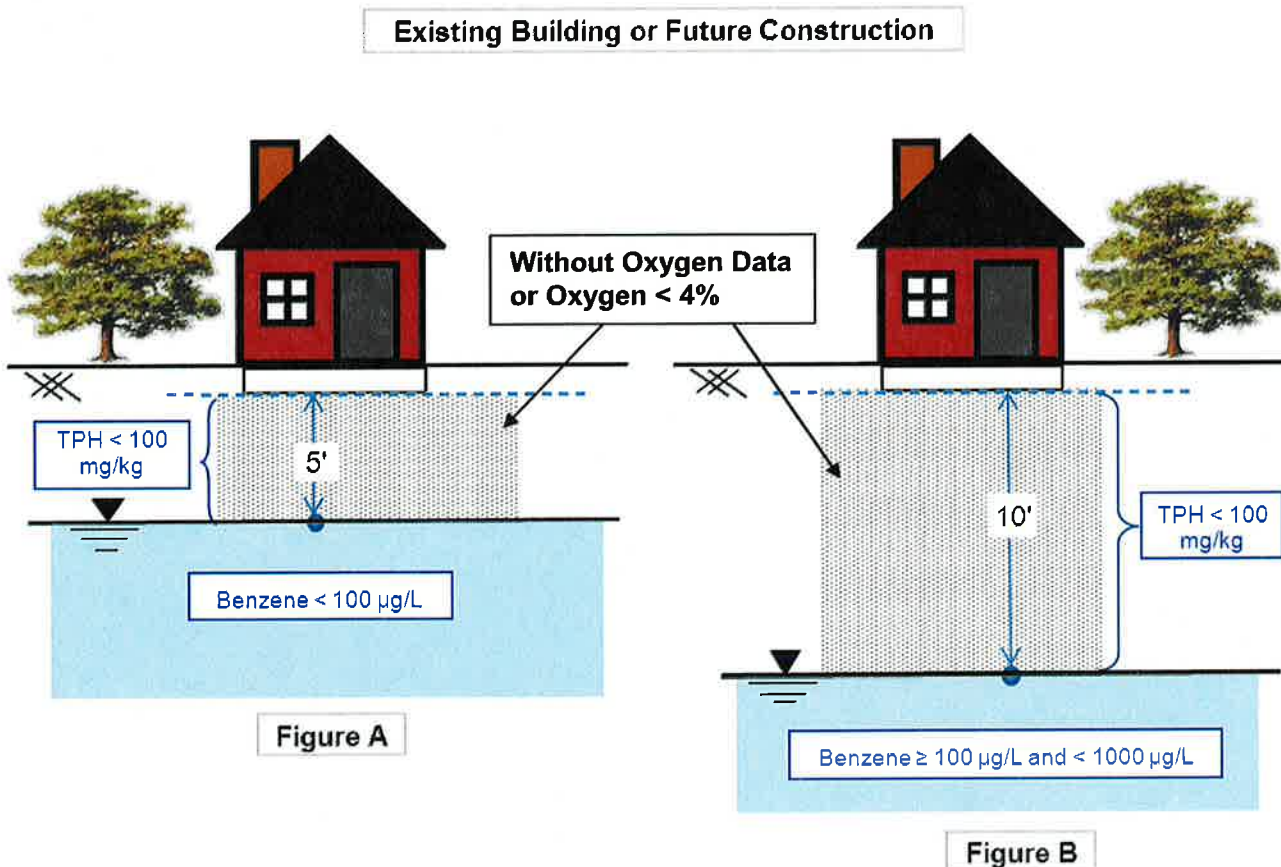 Existing Building or Future Construction
Without Oxygen Data
or Oxygen < 4%
TPH < 100
mg/kg
5'
Benzene < 100 µg/L
Figure A
10'
TPH < 100
mg/kg
Benzene ≥ 100 µg/L and < 1000 µg/L
Figure B